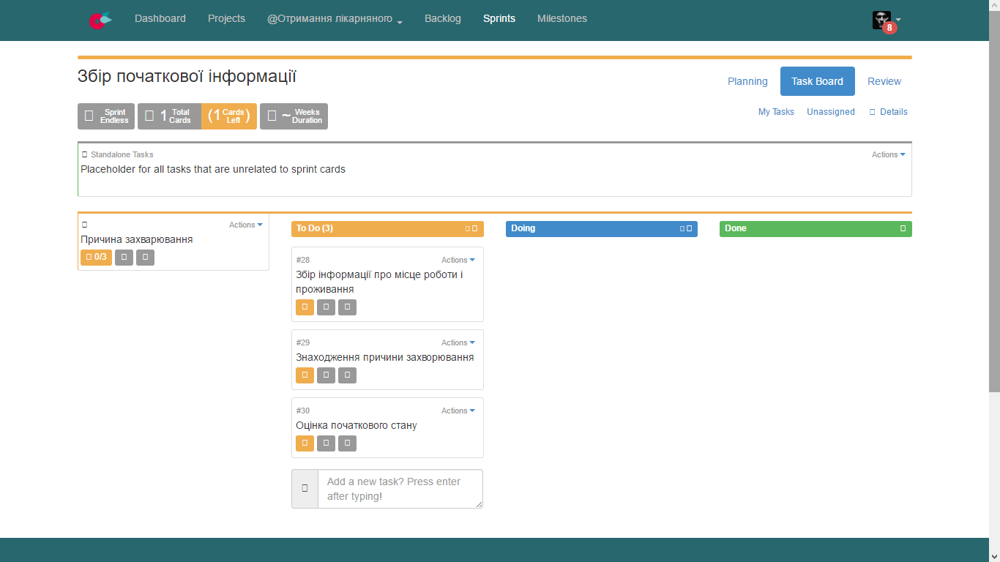 Dashboard Projects @Отримання лікарняного Backlog Sprints Milestones
8
Збір початкової інформації
Planning Task Board Review
Sprint Endless 1 Total Cards (1 Cards Left) ~ Weeks Duration
My Tasks Unassigned Details
Standalone Tasks Actions
Placeholder for all tasks that are unrelated to sprint cards
Actions
Причина захварювання
0/3
To Do (3) Doing Done
#28 Actions
Збір інформації про місце роботи і
проживання
#29 Actions
Знаходження причини захворювання
#30 Actions
Оцінка початкового стану
Add a new task? Press enter
after typing!